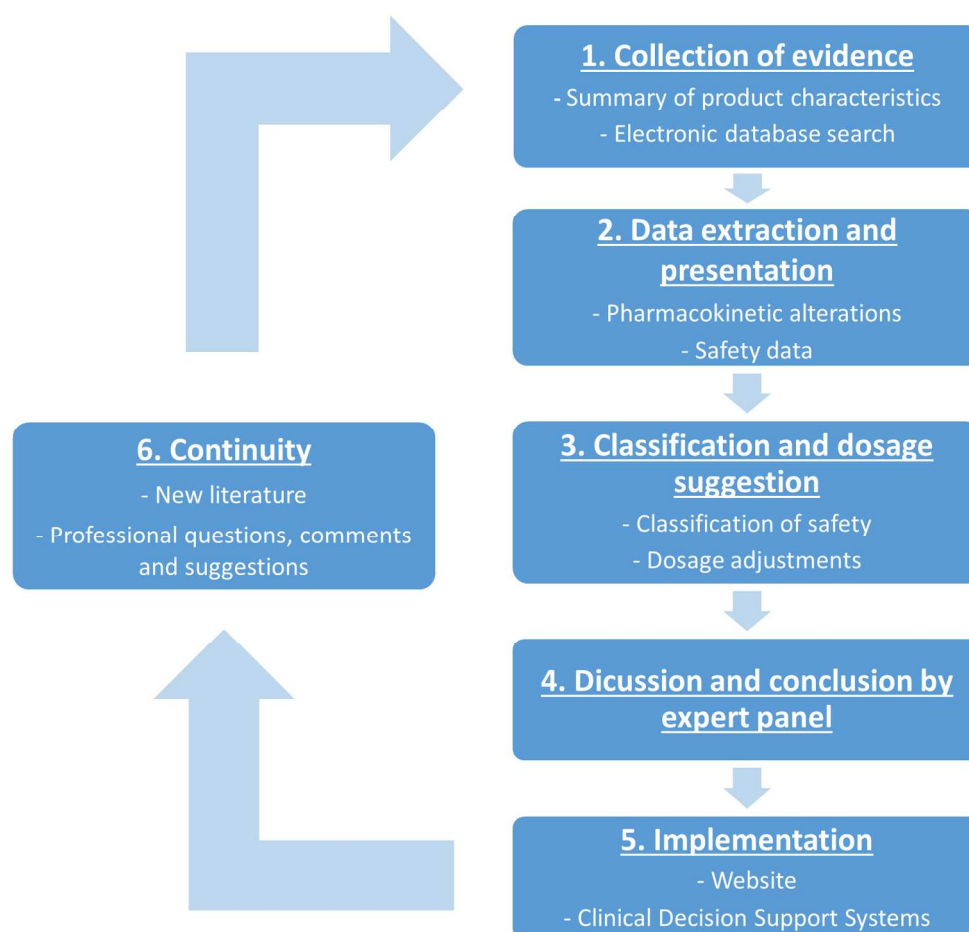 1. Collection of evidence
- Summary of product characteristics
- Electronic database search
2. Data extraction and
presentation
- Pharmacokinetic alterations
- Safety data
3. Classification and dosage
suggestion
- Classification of safety
- Dosage adjustments
4. Dicussion and conclusion by
expert panel
5. Implementation
- Website
- Clinical Decision Support Systems
6. Continuity
- New literature
- Professional questions, comments
and suggestions